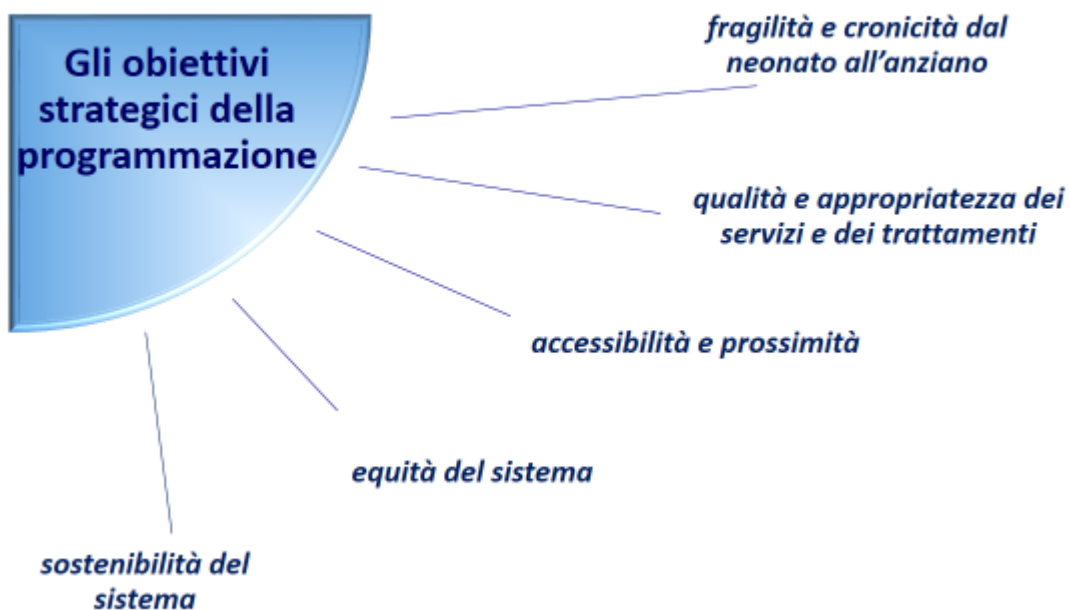 Gli obiettivi
strategici della
programmazione
fragilità e cronicità dal
neonato all’anziano
qualità e appropriatezza dei
servizi e dei trattamenti
accessibilità e prossimità
equità del sistema
sostenibilità del
sistema